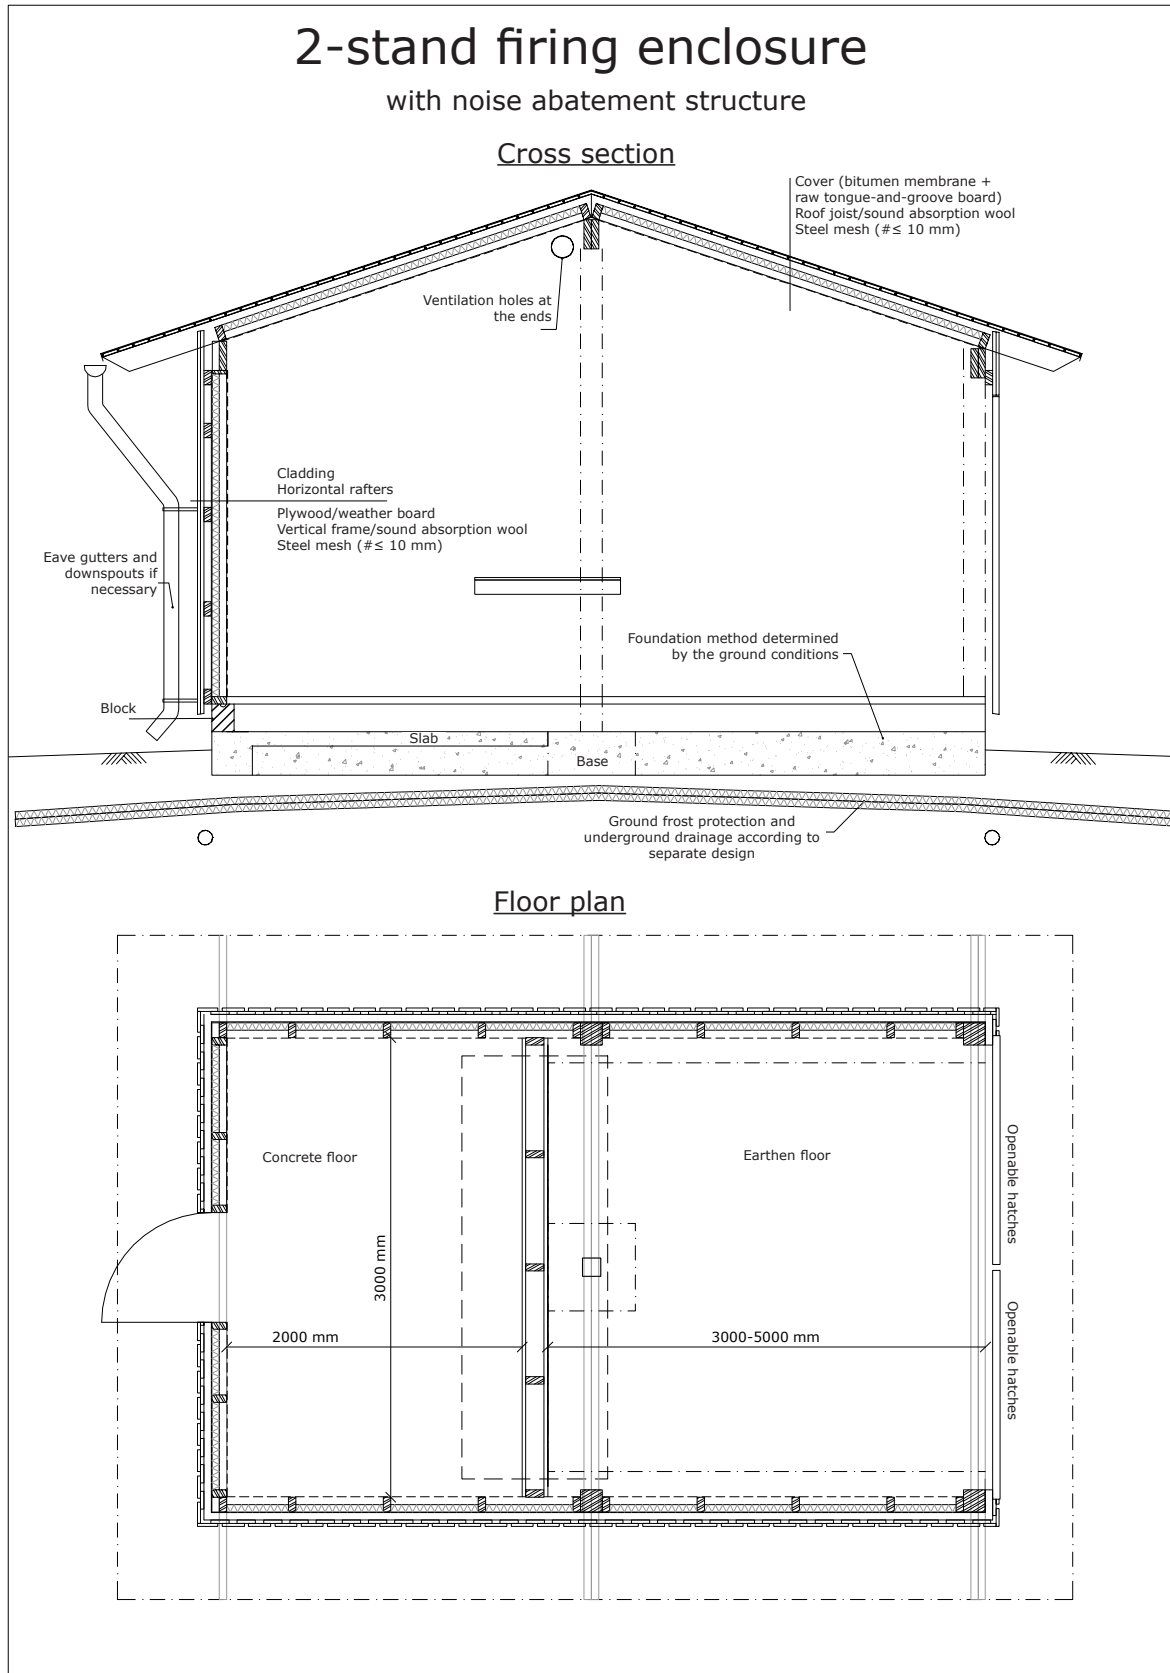 2-stand firing enclosure
with noise abatement structure
Cross section
Cover (bitumen membrane +
raw tongue-and-groove board)
Roof joist/sound absorption wool
Steel mesh (#≤ 10 mm)
Ventilation holes at
the ends
Cladding
Horizontal rafters
Plywood/weather board
Vertical frame/sound absorption wool
Steel mesh (#≤ 10 mm)
Eave gutters and
downspouts if
necessary
Foundation method determined
by the ground conditions
Block
Slab
Base
Ground frost protection and
underground drainage according to
separate design
Floor plan
Concrete floor
Earthen floor
Openable hatches
3000 mm
2000 mm
3000-5000 mm
Openable hatches